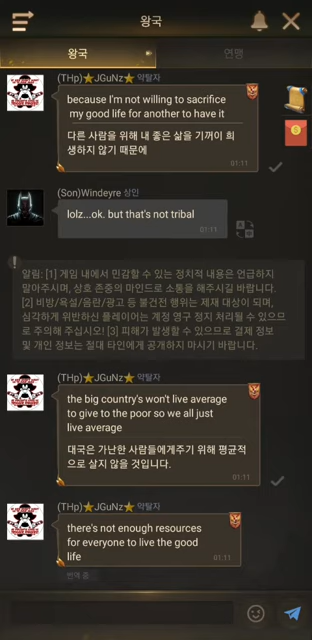 왕국
왕국
연맹
(THp)⭐JGuNz⭐ 약탈자
because I'm not willing to sacrifice
my good life for another to have it
다른 사람을 위해 내 좋은 삶을 기꺼이 희
생하지 않기 때문에
01:11
(Son)Windeyre 상인
lolz...ok. but that's not tribal
01:11
알림: [1] 게임 내에서 민감할 수 있는 정치적 내용은 언급하지
말아주시며, 상호 존중의 마인드로 소통을 해주시길 바랍니다.
[2] 비방/욕설/음란/광고 등 불건전 행위는 제재 대상이 되며,
심각하게 위반하신 플레이어는 계정 영구 정지 처리될 수 있으므
로 주의해 주십시오! [3] 피해가 발생할 수 있으므로 결제 정보
및 개인 정보는 절대 타인에게 공개하지 마시기 바랍니다.
(THp)⭐JGuNz⭐ 약탈자
the big country's won't live average
to give to the poor so we all just
live average
대국은 가난한 사람들에게주기 위해 평균적
으로 살지 않을 것입니다.
01:11
(THp)⭐JGuNz⭐ 약탈자
there's not enough resources
for everyone to live the good
life
01:11
번역 중